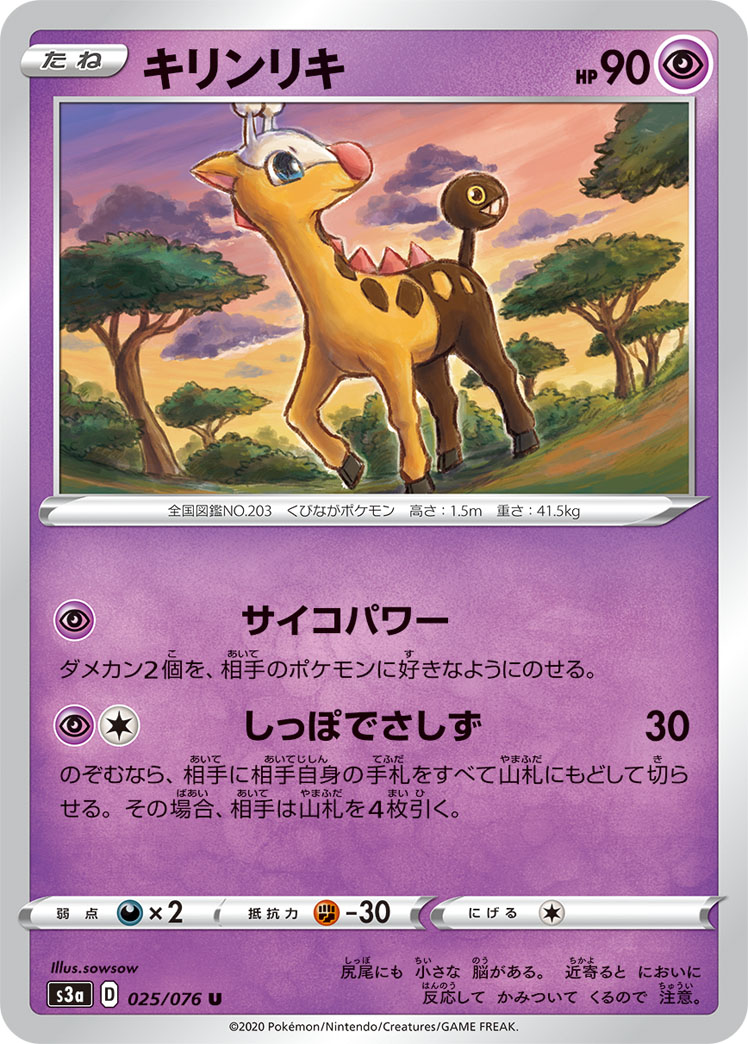 たね キリンリキ HP90
全国図鑑NO.203 くびながポケモン 高さ：1.5m 重さ：41.5kg
サイコパワー
ダメカン2個を、相手のポケモンに好きなようにのせる。
しっぽでさしず 30
のぞむなら、相手に相手自身の手札をすべて山札にもどして切ら
せる。その場合、相手は山札を4枚引く。
弱点 ×2 抵抗力 -30 にげる
Illus.sowsow
尻尾にも 小さな 脳がある。 近寄ると においに
反応して かみついて くるので 注意。
s3a D 025/076 U
©2020 Pokémon/Nintendo/Creatures/GAME FREAK.